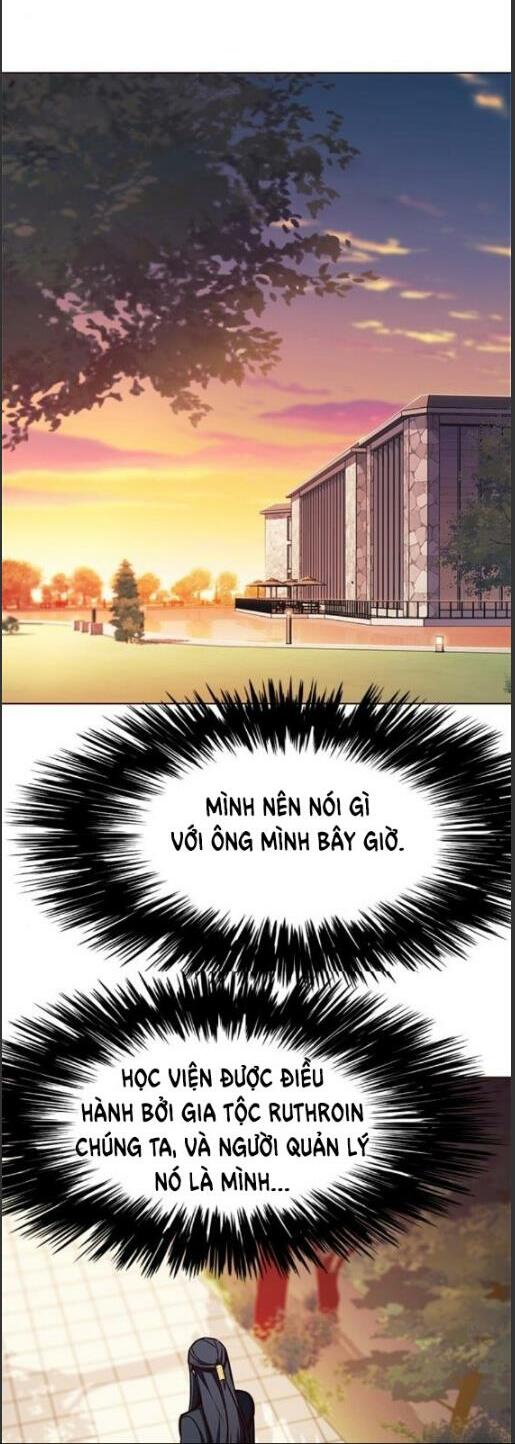 MÌNH NÊN NÓI GÌ
VỚI ÔNG MÌNH BÂY GIỜ.
HỌC VIỆN ĐƯỢC ĐIỀU
HÀNH BỞI GIA TỘC RUTHROIN
CHÚNG TA, VÀ NGƯỜI QUẢN LÝ
NÓ LÀ MÌNH...